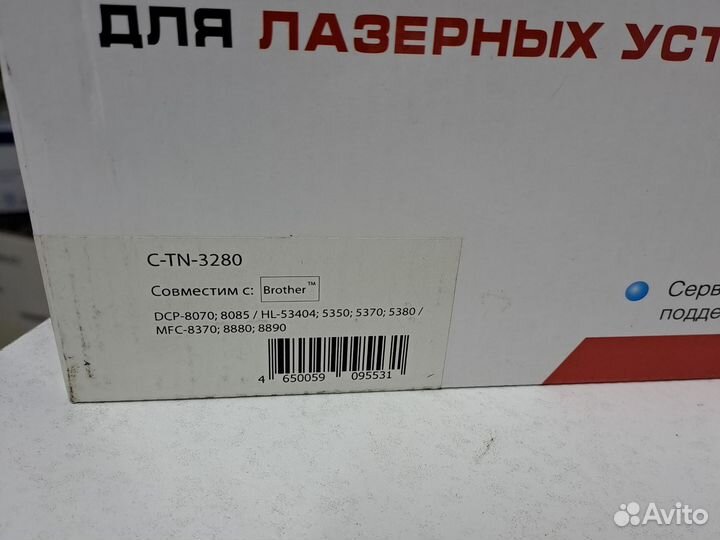 ДЛЯ ЛАЗЕРНЫХ УСТ
C-TN-3280
Совместим с: Brother™
DCP-8070; 8085 / HL-53404; 5350; 5370; 5380 /
MFC-8370; 8880; 8890
4 650059 095531
Серв
подде
Avito